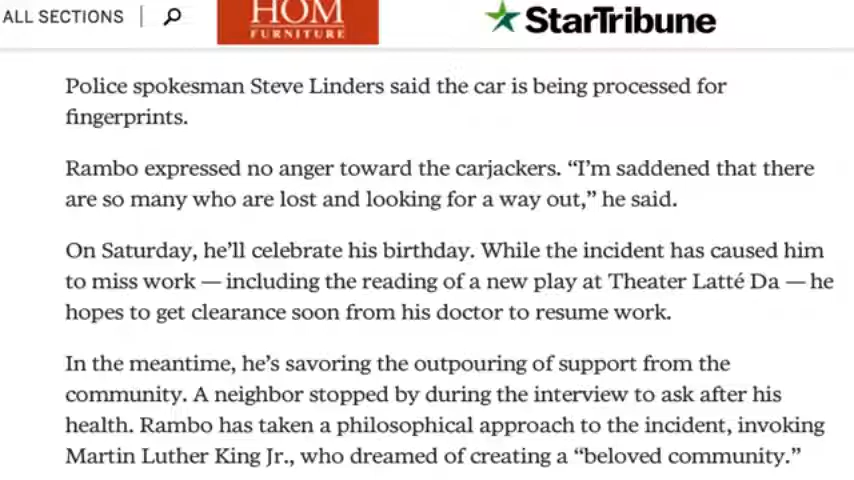 ALL SECTIONS
HOM
FURNITURE
StarTribune
Police spokesman Steve Linders said the car is being processed for
fingerprints.
Rambo expressed no anger toward the carjackers. “I’m saddened that there
are so many who are lost and looking for a way out,” he said.
On Saturday, he’ll celebrate his birthday. While the incident has caused him
to miss work — including the reading of a new play at Theater Latté Da — he
hopes to get clearance soon from his doctor to resume work.
In the meantime, he’s savoring the outpouring of support from the
community. A neighbor stopped by during the interview to ask after his
health. Rambo has taken a philosophical approach to the incident, invoking
Martin Luther King Jr., who dreamed of creating a “beloved community.”